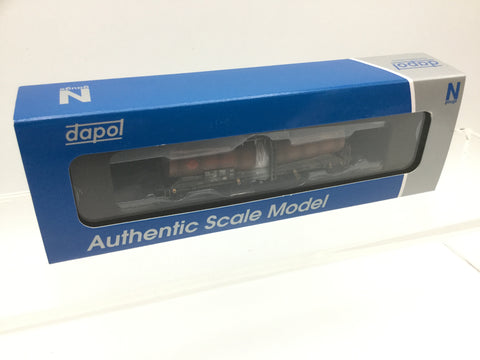 N
gauge
dapol
dapol
N
gauge
Authentic Scale Model